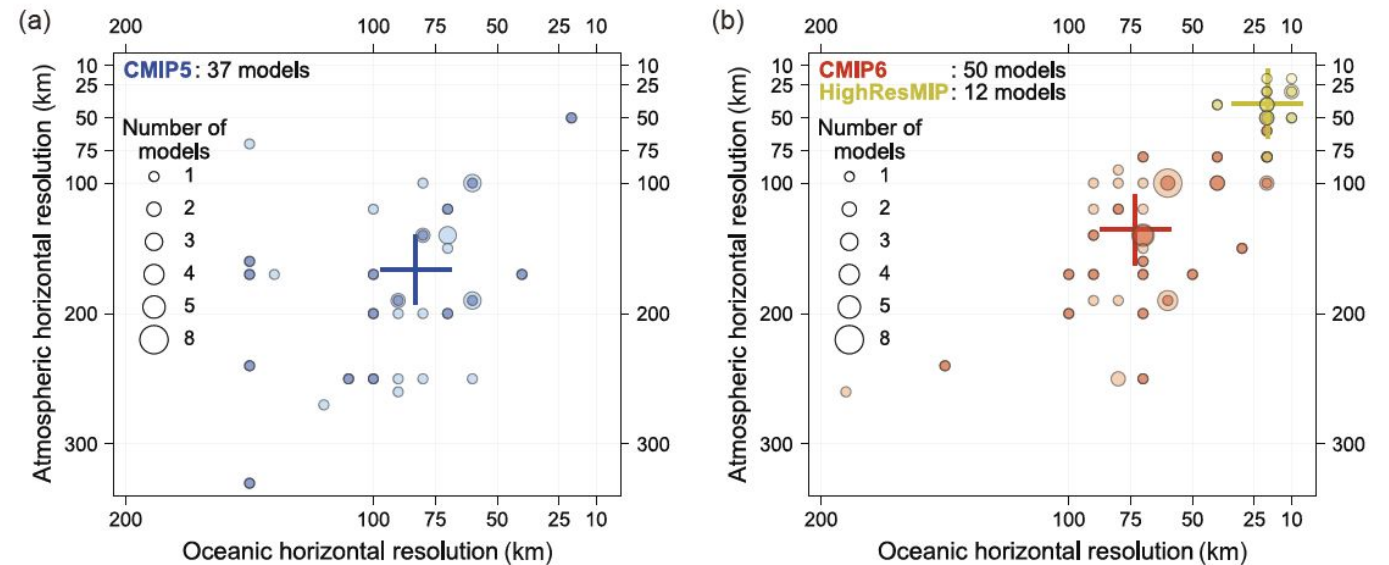 (a)
200 100 75 50 25 10
Atmospheric horizontal resolution (km)
10
25
50
75
100
200
300
CMIP5 : 37 models
Number of
models
1
2
3
4
5
8
10
25
50
75
100
200
300
200 100 75 50 25 10
Oceanic horizontal resolution (km)
(b)
200 100 75 50 25 10
Atmospheric horizontal resolution (km)
10
25
50
75
100
200
300
CMIP6 : 50 models
HighResMIP : 12 models
Number of
models
1
2
3
4
5
8
10
25
50
75
100
200
300
200 100 75 50 25 10
Oceanic horizontal resolution (km)